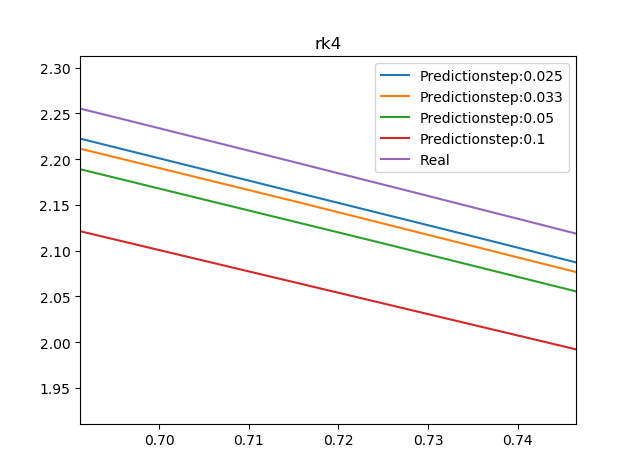 rk4
Predictionstep:0.025
Predictionstep:0.033
Predictionstep:0.05
Predictionstep:0.1
Real
2.30
2.25
2.20
2.15
2.10
2.05
2.00
1.95
0.70 0.71 0.72 0.73 0.74